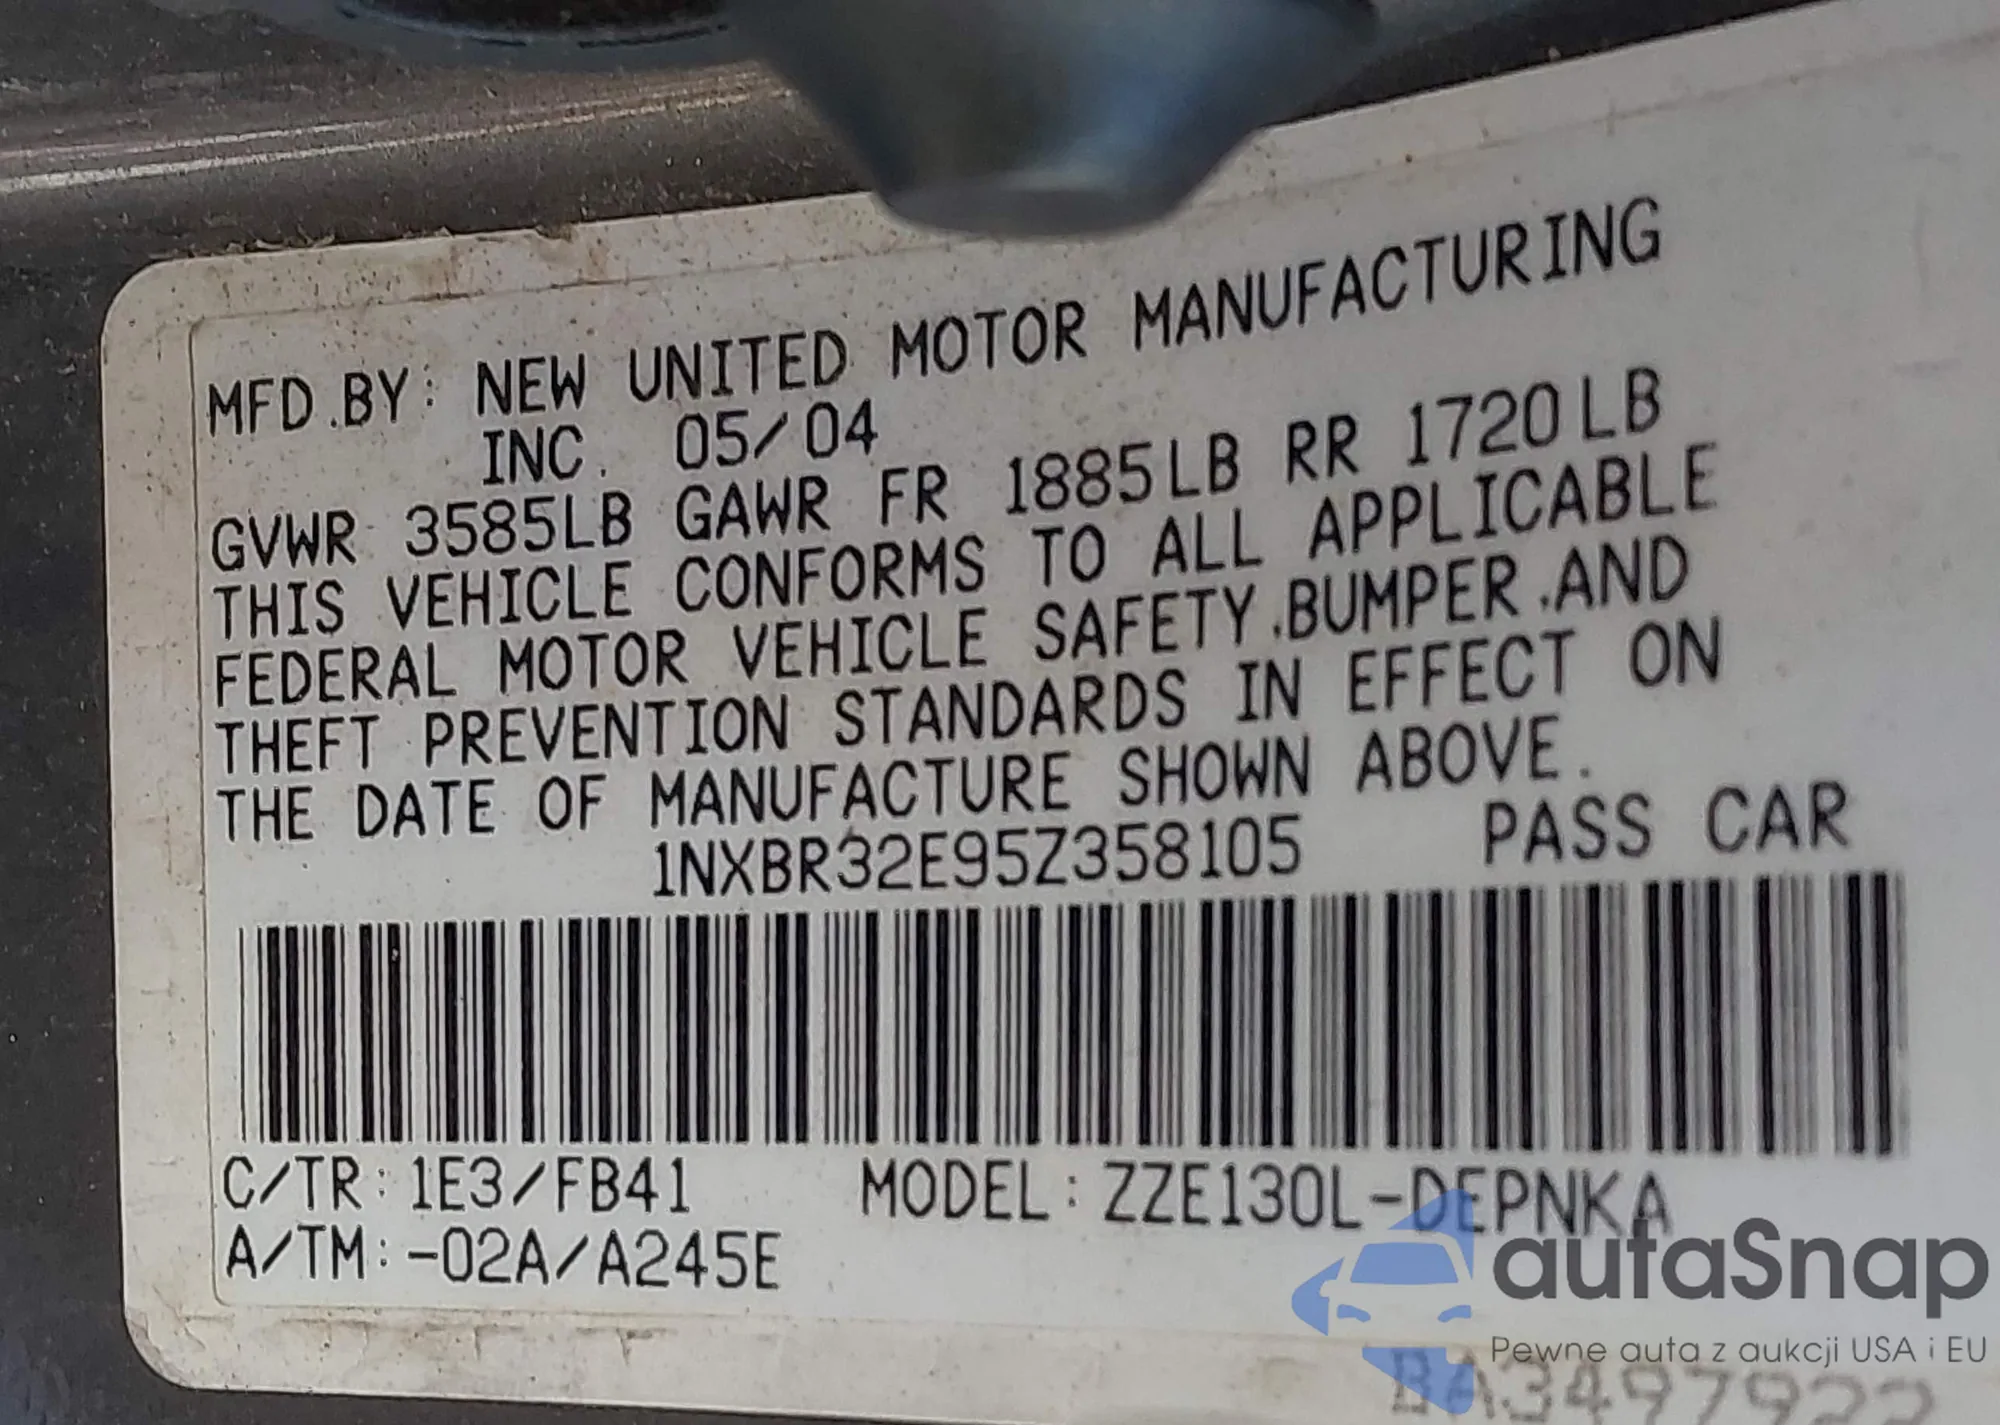 MFD.BY: NEW UNITED MOTOR MANUFACTURING
INC. 05/04
GVWR 3585LB GAWR FR 1885LB RR 1720LB
THIS VEHICLE CONFORMS TO ALL APPLICABLE
FEDERAL MOTOR VEHICLE SAFETY.BUMPER.AND
THEFT PREVENTION STANDARDS IN EFFECT ON
THE DATE OF MANUFACTURE SHOWN ABOVE.
1NXBR32E95Z358105 PASS CAR
C/TR: 1E3/FB41 MODEL: ZZE130L-DEPNKA
A/TM: -02A/A245E
autaSnap
Pewne auta z aukcji USA i EU
BA3497922